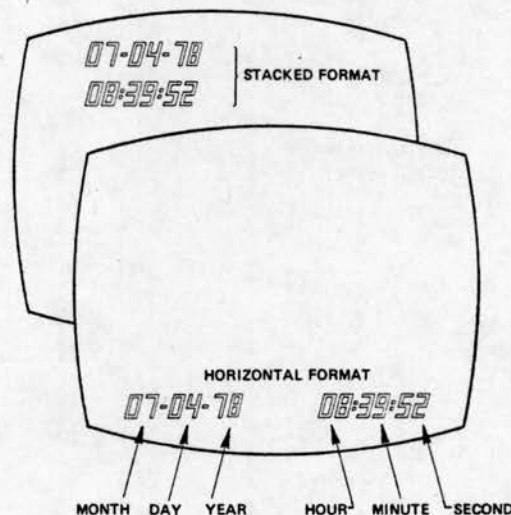 07-04-78
08:39:52
STACKED FORMAT
HORIZONTAL FORMAT
07-04-78 08:39:52
MONTH DAY YEAR HOUR MINUTE SECOND